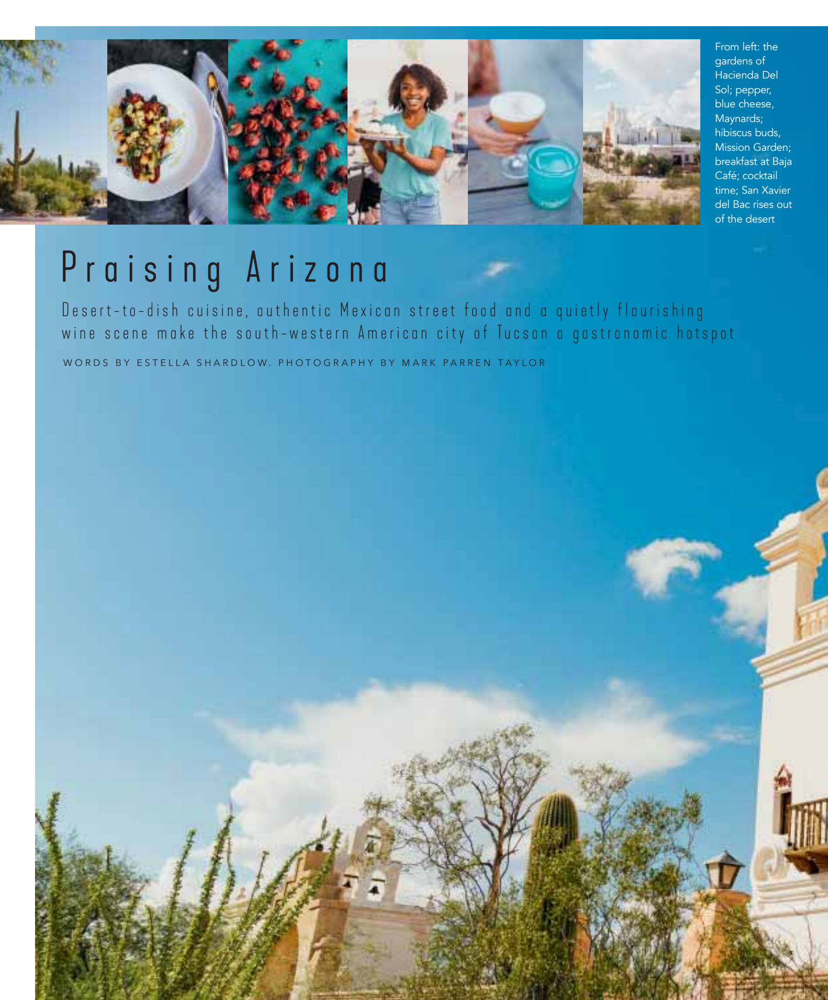 From left: the
gardens of
Hacienda Del
Sol; pepper,
blue cheese,
Maynards;
hibiscus buds,
Mission Garden;
breakfast at Baja
Café; cocktail
time; San Xavier
del Bac rises out
of the desert
Praising Arizona
Desert-to-dish cuisine, authentic Mexican street food and a quietly flourishing
wine scene make the south-western American city of Tucson a gastronomic hotspot
WORDS BY ESTELLA SHARDLOW. PHOTOGRAPHY BY MARK PARREN TAYLOR